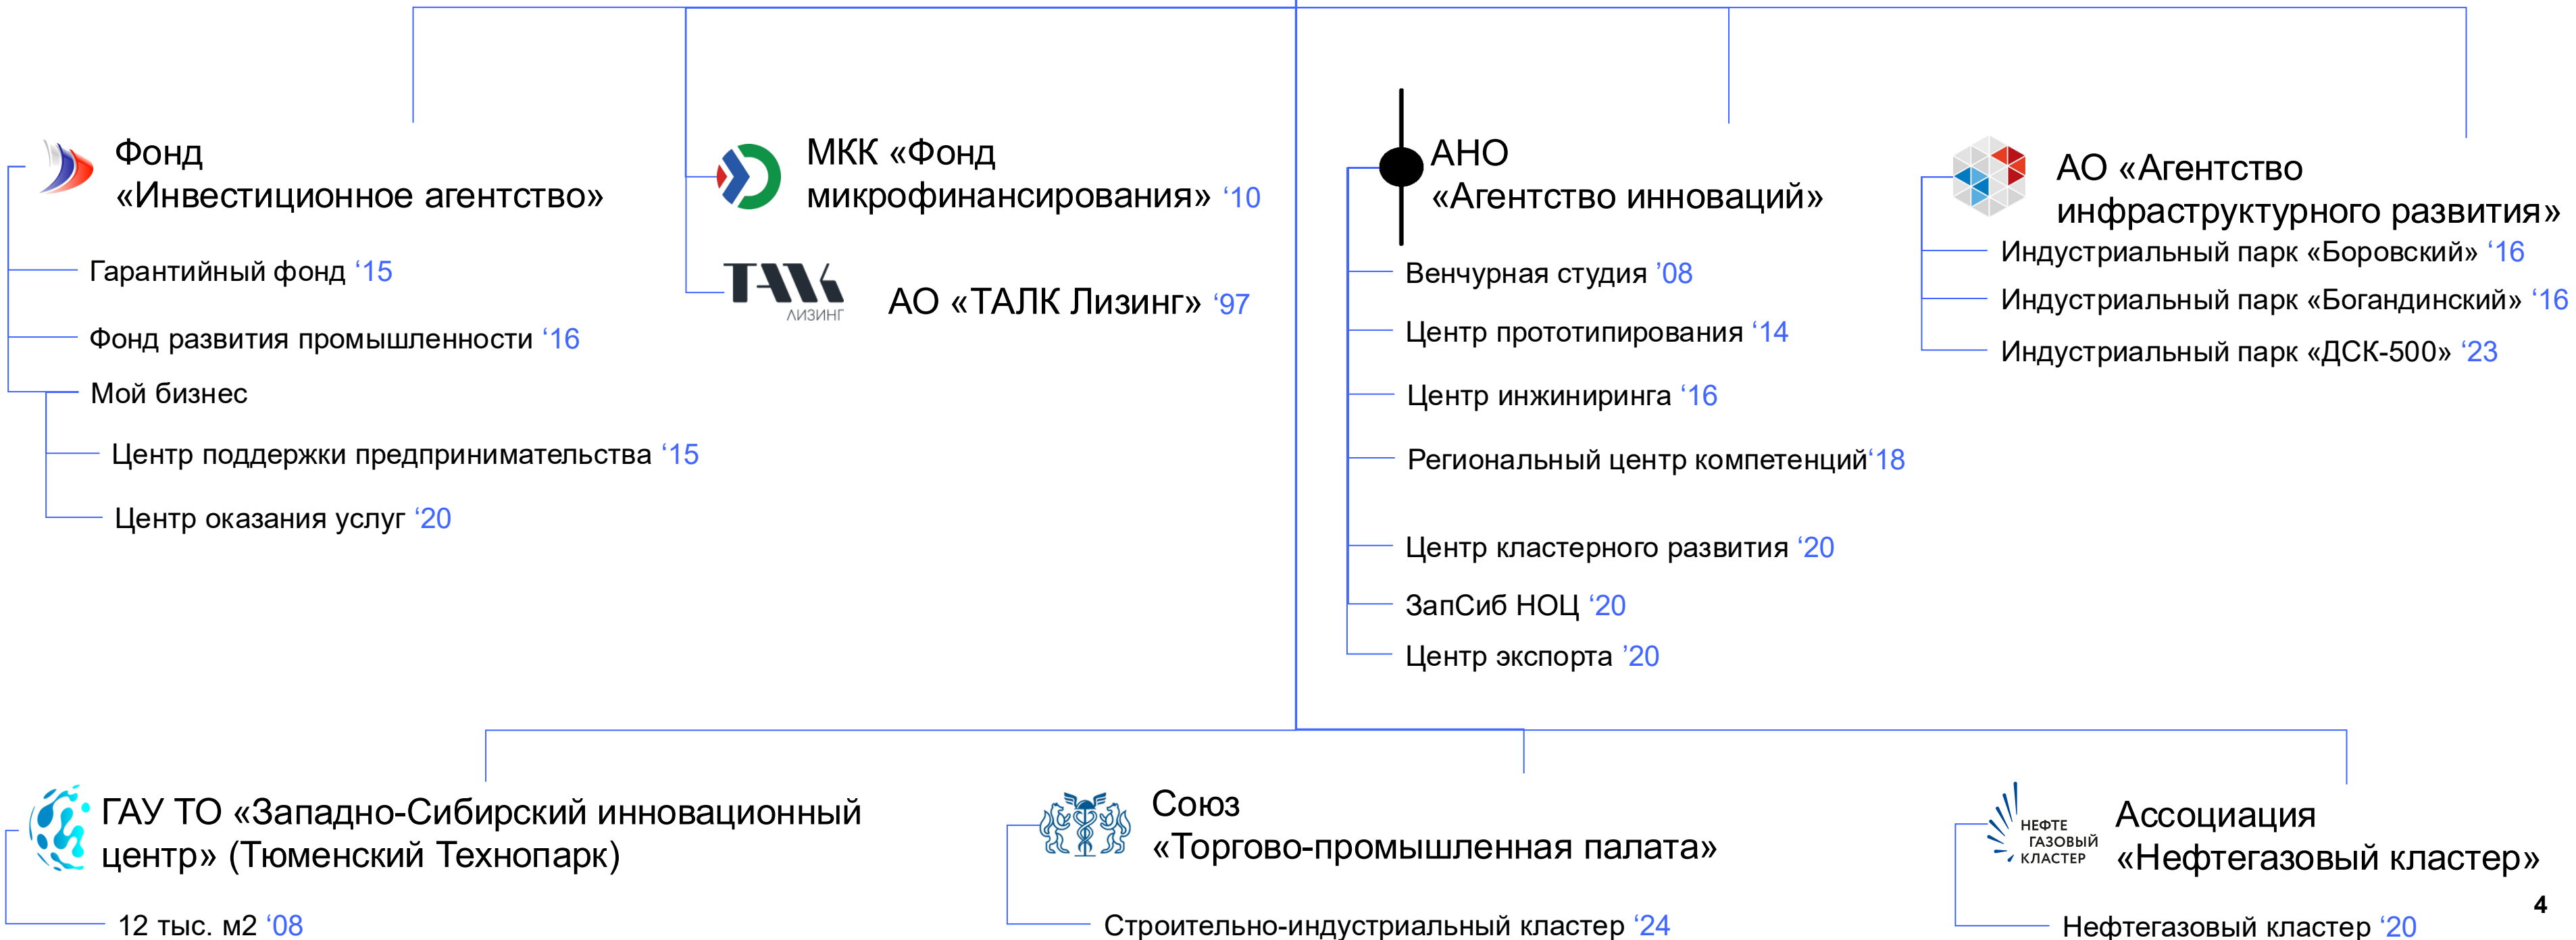 Фонд
«Инвестиционное агентство»
Гарантийный фонд ‘15
Фонд развития промышленности ‘16
Мой бизнес
Центр поддержки предпринимательства ‘15
Центр оказания услуг ‘20
МКК «Фонд
микрофинансирования» ‘10
ТАЛК
ЛИЗИНГ
АО «ТАЛК Лизинг» ‘97
АНО
«Агентство инноваций»
Венчурная студия ’08
Центр прототипирования ‘14
Центр инжиниринга ‘16
Региональный центр компетенций‘18
Центр кластерного развития ‘20
ЗапСиб НОЦ ‘20
Центр экспорта ’20
АО «Агентство
инфраструктурного развития»
Индустриальный парк «Боровский» ‘16
Индустриальный парк «Богандинский» ‘16
Индустриальный парк «ДСК-500» ‘23
ГАУ ТО «Западно-Сибирский инновационный
центр» (Тюменский Технопарк)
12 тыс. м2 ‘08
Союз
«Торгово-промышленная палата»
Строительно-индустриальный кластер ‘24
НЕФТЕ
ГАЗОВЫЙ
КЛАСТЕР
Ассоциация
«Нефтегазовый кластер»
Нефтегазовый кластер ‘20
4